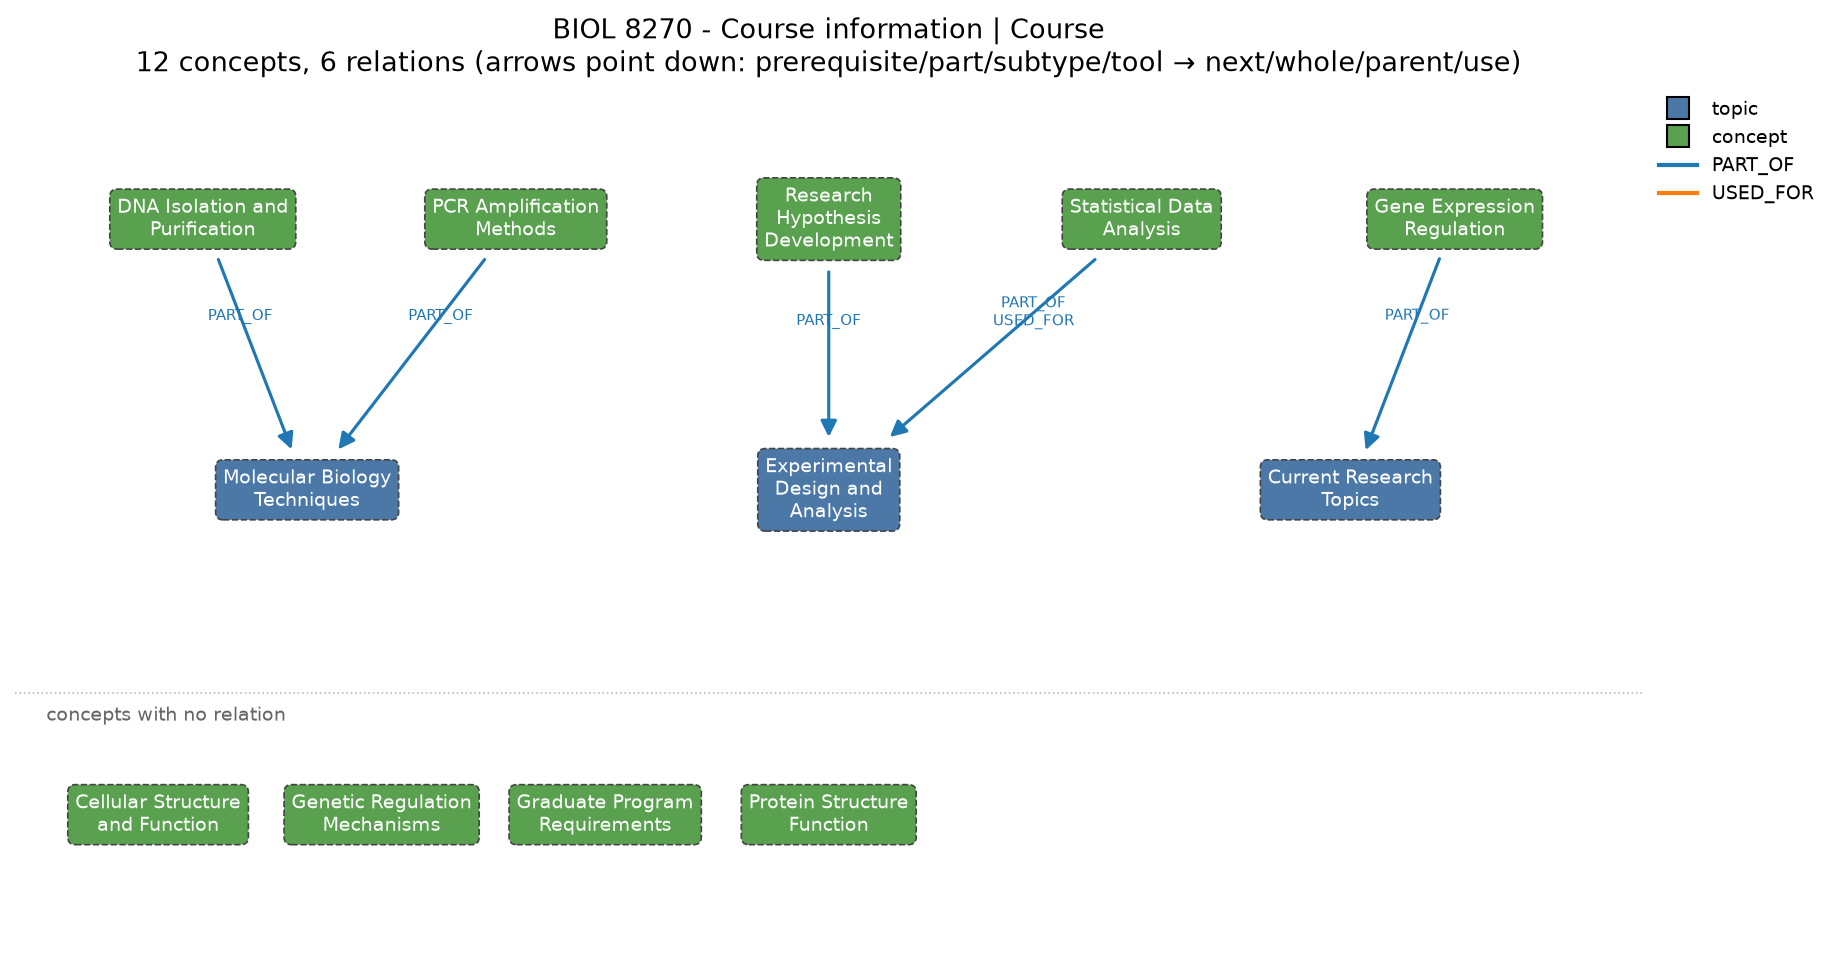 BIOL 8270 - Course information | Course
12 concepts, 6 relations (arrows point down: prerequisite/part/subtype/tool → next/whole/parent/use)
topic
concept
PART_OF
USED_FOR
DNA Isolation and
Purification
PCR Amplification
Methods
Research
Hypothesis
Development
Statistical Data
Analysis
Gene Expression
Regulation
PART_OF
PART_OF
PART_OF
PART_OF
USED_FOR
PART_OF
Molecular Biology
Techniques
Experimental
Design and
Analysis
Current Research
Topics
concepts with no relation
Cellular Structure
and Function
Genetic Regulation
Mechanisms
Graduate Program
Requirements
Protein Structure
Function